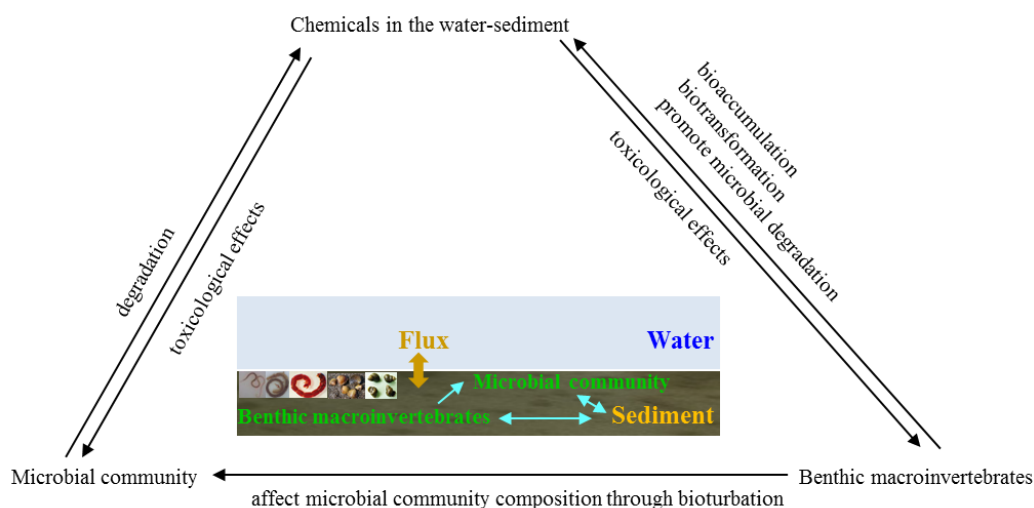 Chemicals in the water-sediment
bioaccumulation
biotransformation
promote microbial degradation
toxicological effects
degradation
toxicological effects
Flux
Water
Microbial community
Benthic macroinvertebrates
Sediment
Microbial community
Benthic macroinvertebrates
affect microbial community composition through bioturbation